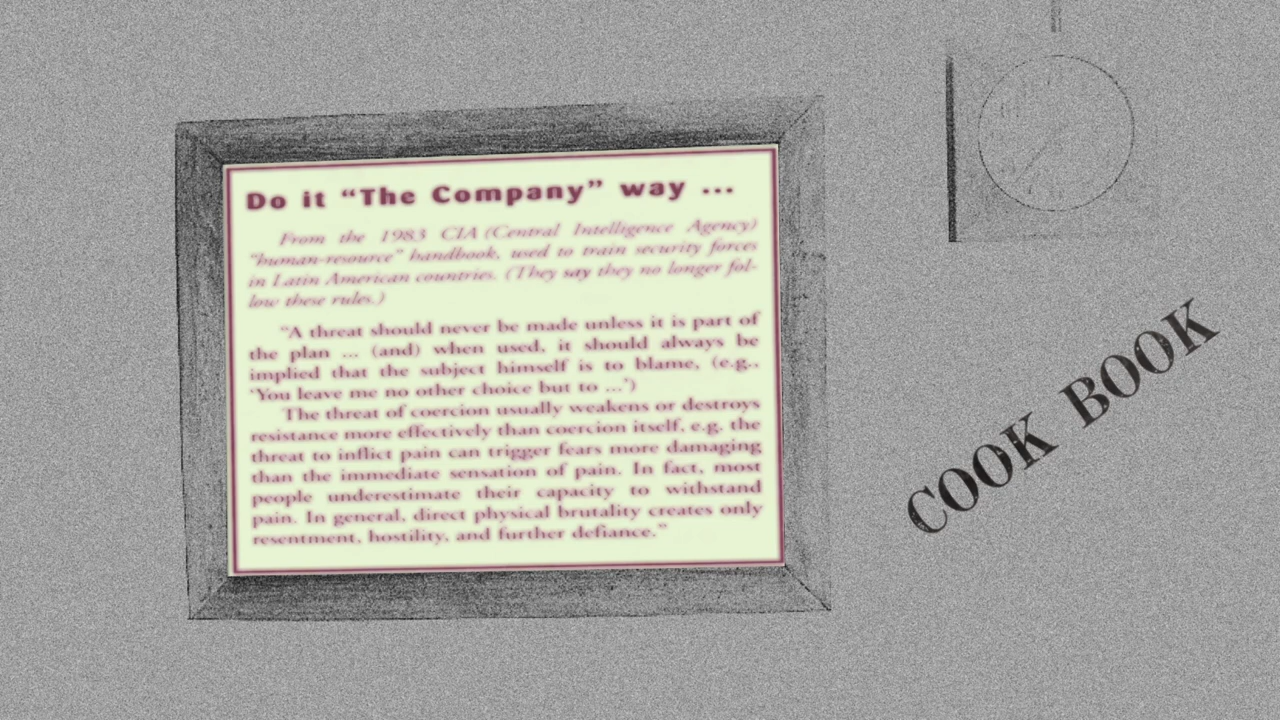 Do it “The Company” way ...
From the 1983 CIA (Central Intelligence Agency)
“human-resource” handbook, used to train security forces
in Latin American countries. (They say they no longer fol-
low these rules.)
“A threat should never be made unless it is part of
the plan ... (and) when used, it should always be
implied that the subject himself is to blame, (e.g.,
‘You leave me no other choice but to ...’)
The threat of coercion usually weakens or destroys
resistance more effectively than coercion itself, e.g. the
threat to inflict pain can trigger fears more damaging
than the immediate sensation of pain. In fact, most
people underestimate their capacity to withstand
pain. In general, direct physical brutality creates only
resentment, hostility, and further defiance.”
COOK BOOK